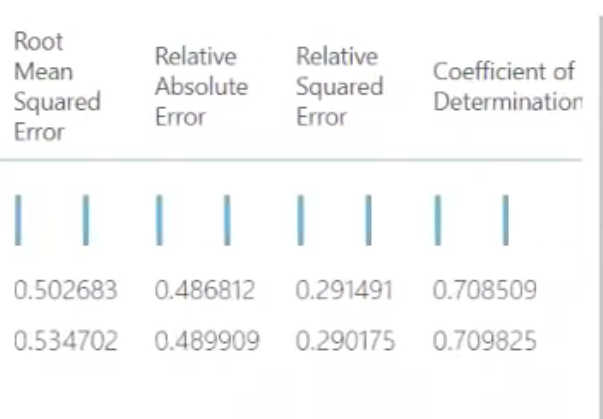 Root
Mean
Squared
Error
Relative
Absolute
Error
Relative
Squared
Error
Coefficient of
Determination
0.502683 0.486812 0.291491 0.708509
0.534702 0.489909 0.290175 0.709825